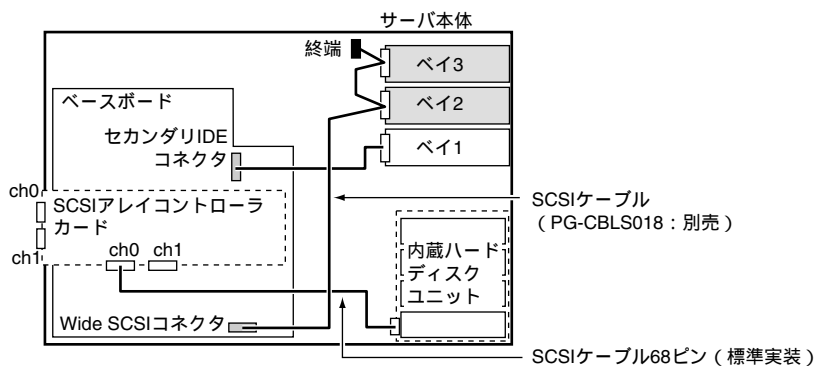 サーバ本体
終端
ベイ3
ベースボード
ベイ2
セカンダリIDE
コネクタ
ベイ1
ch0
SCSIアレイコントローラ
カード
ch1
ch0 ch1
SCSIケーブル
（PG-CBLS018：別売）
内蔵ハード
ディスク
ユニット
Wide SCSIコネクタ
SCSIケーブル68ピン（標準実装）